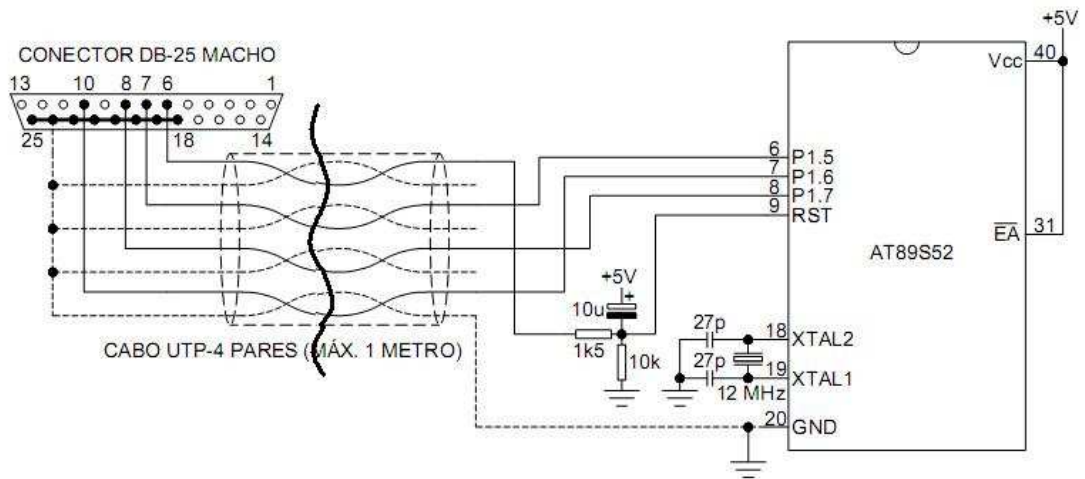 CONECTOR DB-25 MACHO
13 10 8 7 6 1
25 18 14
CABO UTP-4 PARES (MÁX. 1 METRO)
+5V
10u
+
1k5
10k
27p
27p
12 MHz
+5V
Vcc 40
6 P1.5
7 P1.6
8 P1.7
9 RST
EA 31
AT89S52
18 XTAL2
19 XTAL1
20 GND